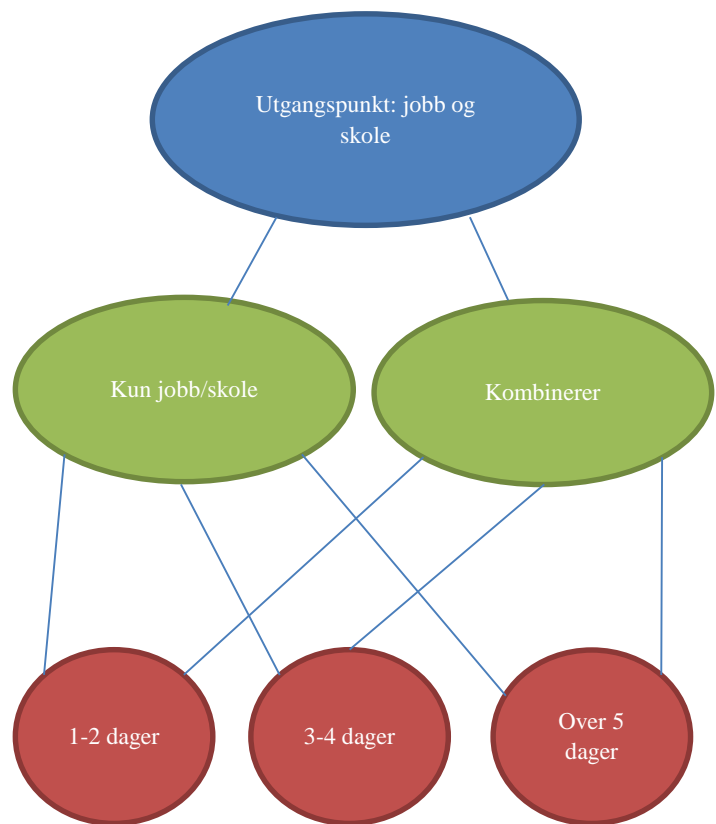 Utgangspunkt: jobb og
skole
Kun jobb/skole
Kombinerer
1-2 dager
3-4 dager
Over 5
dager